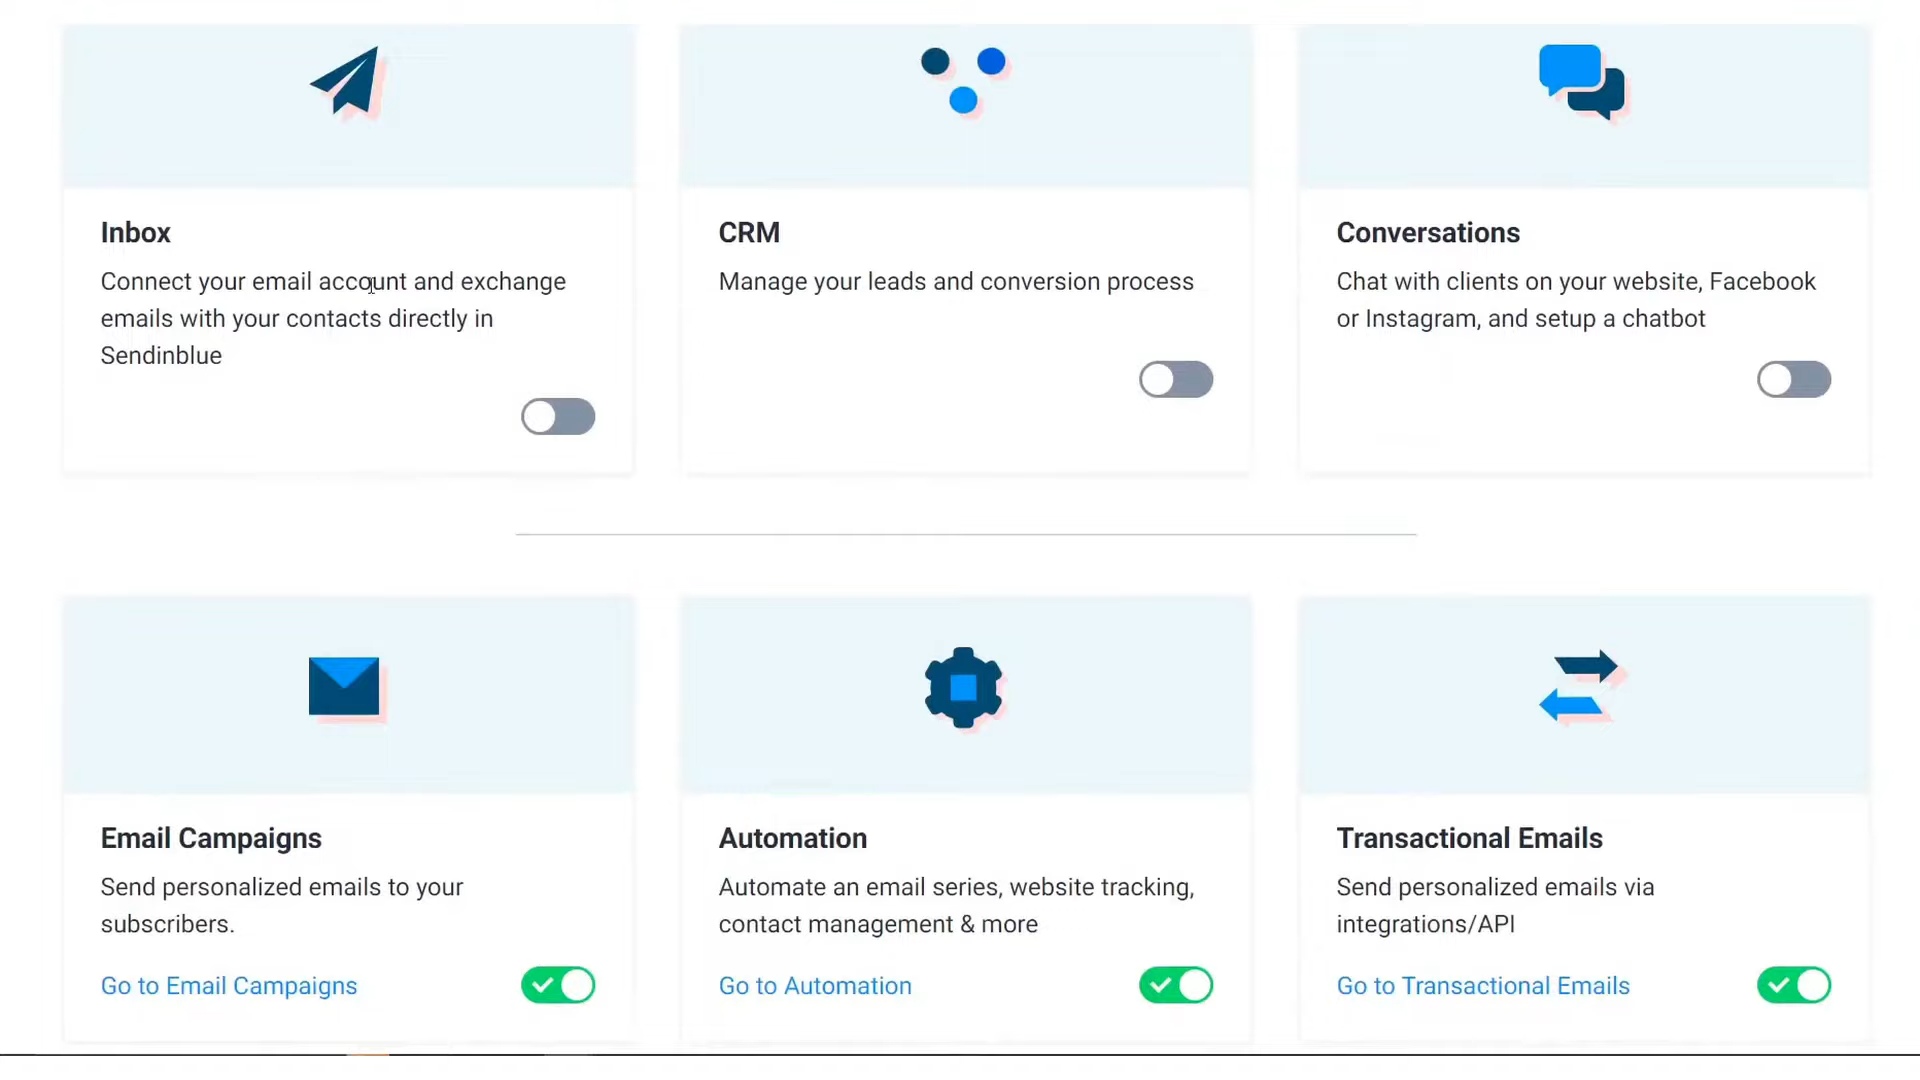 Inbox
Connect your email account and exchange
emails with your contacts directly in
Sendinblue
CRM
Manage your leads and conversion process
Conversations
Chat with clients on your website, Facebook
or Instagram, and setup a chatbot
Email Campaigns
Send personalized emails to your
subscribers.
Go to Email Campaigns
Automation
Automate an email series, website tracking,
contact management & more
Go to Automation
Transactional Emails
Send personalized emails via
integrations/API
Go to Transactional Emails